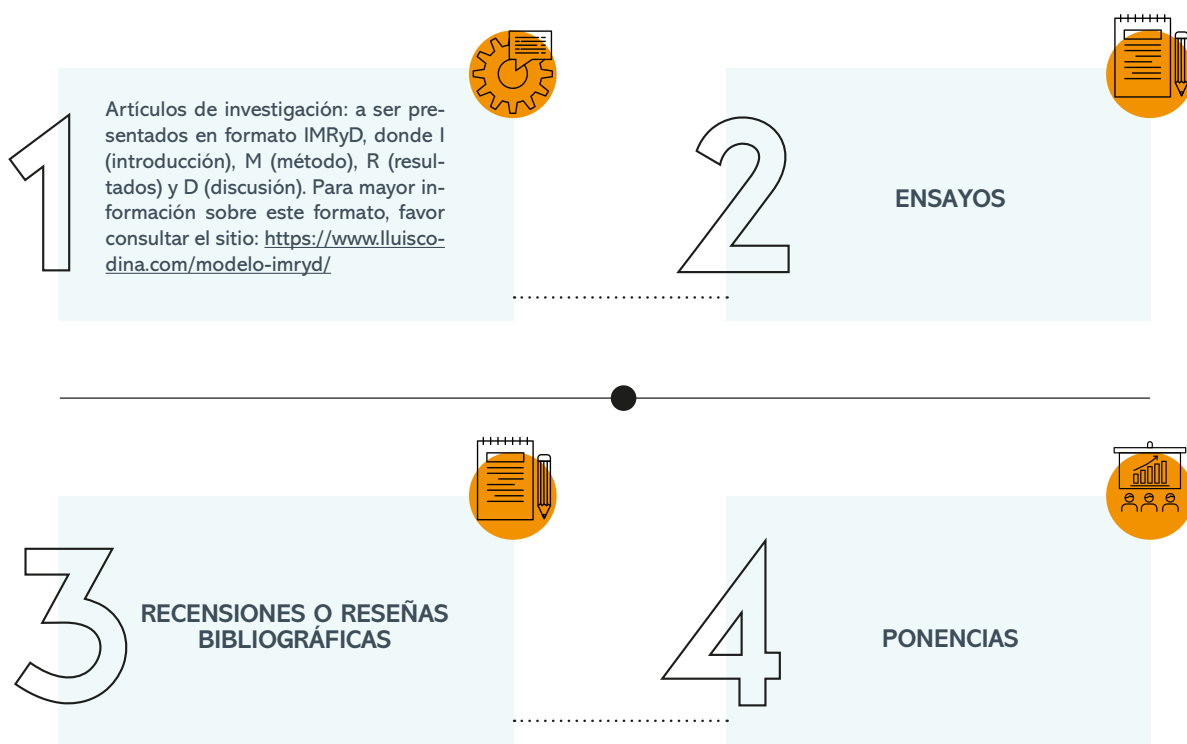 1
Artículos de investigación: a ser pre-
sentados en formato IMRyD, donde I
(introducción), M (método), R (resul-
tados) y D (discusión). Para mayor in-
formación sobre este formato, favor
consultar el sitio: https://www.lluisco-
dina.com/modelo-imryd/
2
ENSAYOS
3
RECENSIONES O RESEÑAS
BIBLIOGRÁFICAS
4
PONENCIAS